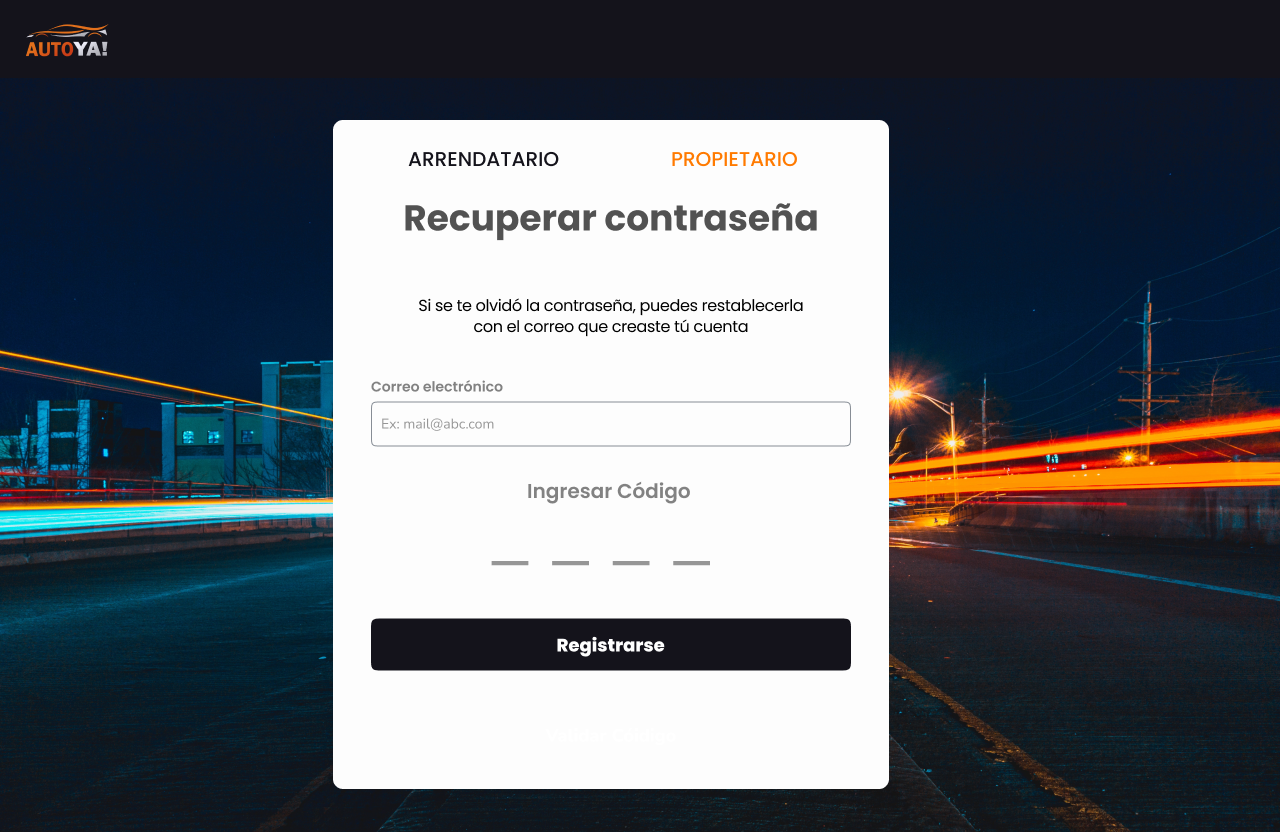 AUTOYA!
ARRENDATARIO
PROPIETARIO
Recuperar contraseña
Si se te olvidó la contraseña, puedes restablecerla
con el correo que creaste tú cuenta
Correo electrónico
Ex: mail@abc.com
Ingresar Código
Registrarse